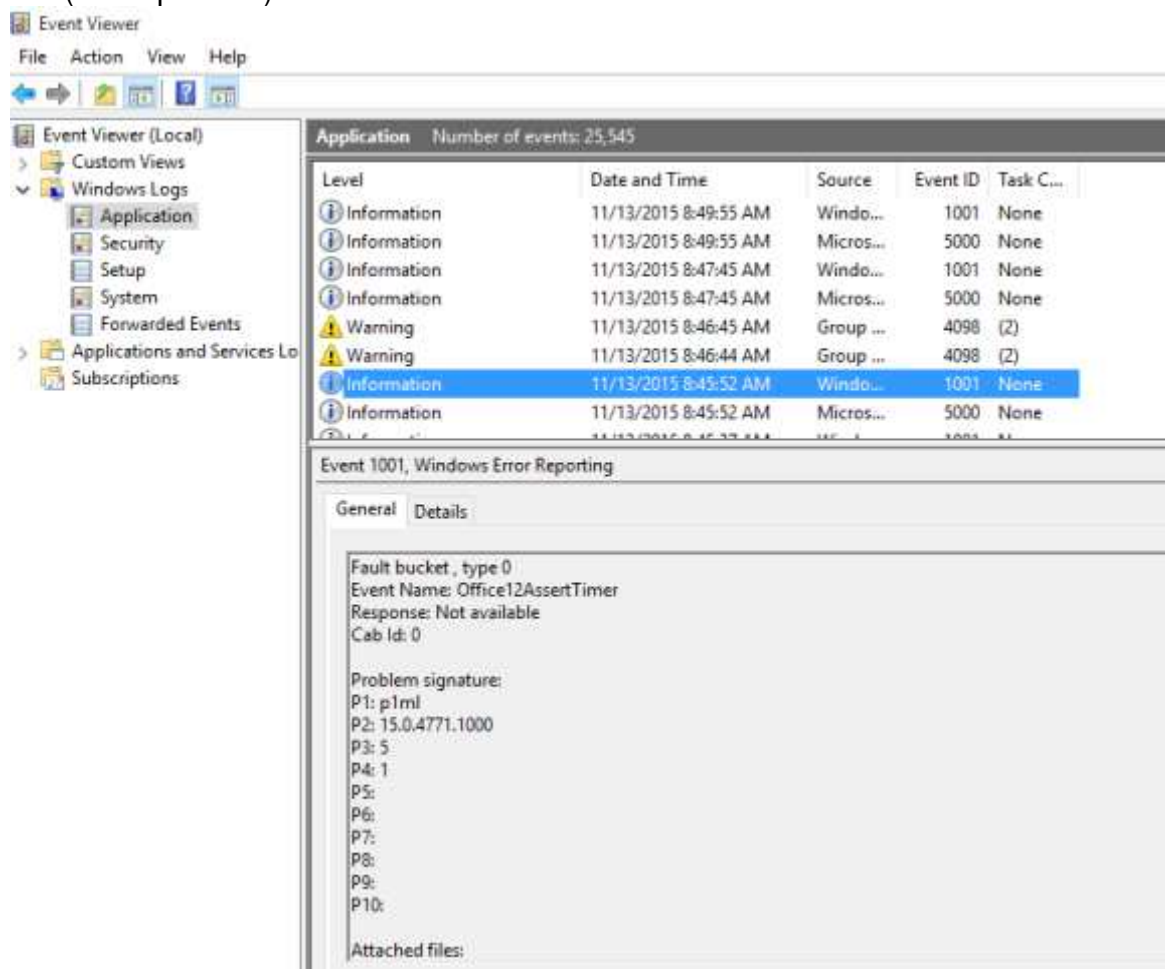 Event Viewer
File Action View Help
Event Viewer (Local)
Custom Views
Windows Logs
Application
Security
Setup
System
Forwarded Events
Applications and Services Lo
Subscriptions
Application Number of events: 25,545
Level Date and Time Source Event ID Task C...
Information 11/13/2015 8:49:55 AM Windo... 1001 None
Information 11/13/2015 8:49:55 AM Micros... 5000 None
Information 11/13/2015 8:47:45 AM Windo... 1001 None
Information 11/13/2015 8:47:45 AM Micros... 5000 None
Warning 11/13/2015 8:46:45 AM Group ... 4098 (2)
Warning 11/13/2015 8:46:44 AM Group ... 4098 (2)
Information 11/13/2015 8:45:52 AM Windo... 1001 None
Information 11/13/2015 8:45:52 AM Micros... 5000 None
Event 1001, Windows Error Reporting
General Details
Fault bucket , type 0
Event Name: Office12AssertTimer
Response: Not available
Cab Id: 0
Problem signature:
P1: p1ml
P2: 15.0.4771.1000
P3: 5
P4: 1
P5:
P6:
P7:
P8:
P9:
P10:
Attached files: